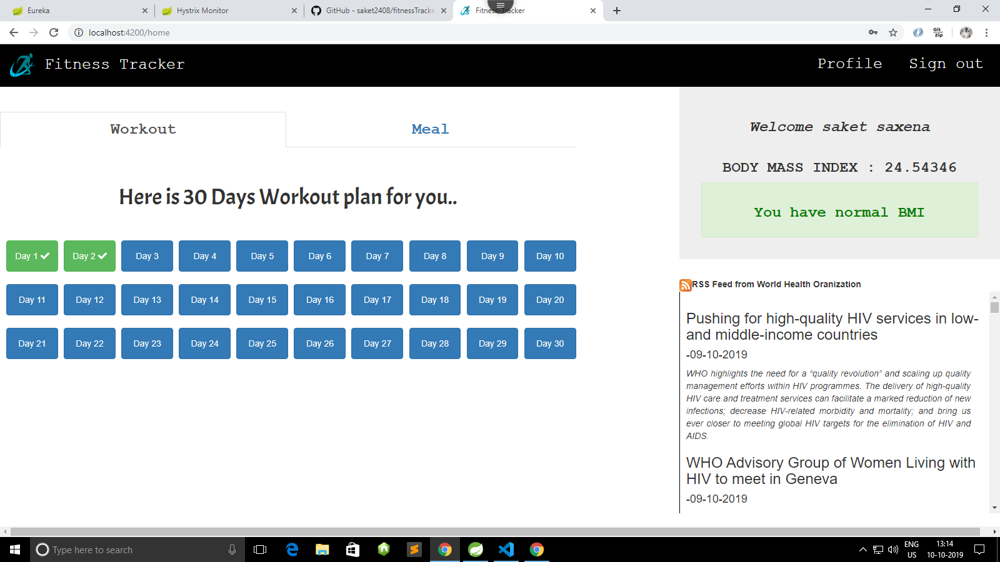 Eureka
Hystrix Monitor
GitHub - saket2408/fitnessTracke
Fitness-Tracker
localhost:4200/home
Git Zip
Fitness Tracker
Profile
Sign out
Workout
Meal
Welcome saket saxena
BODY MASS INDEX : 24.54346
You have normal BMI
Here is 30 Days Workout plan for you..
Day 1
Day 2
Day 3
Day 4
Day 5
Day 6
Day 7
Day 8
Day 9
Day 10
Day 11
Day 12
Day 13
Day 14
Day 15
Day 16
Day 17
Day 18
Day 19
Day 20
Day 21
Day 22
Day 23
Day 24
Day 25
Day 26
Day 27
Day 28
Day 29
Day 30
RSS Feed from World Health Oranization
Pushing for high-quality HIV services in low-
and middle-income countries
-09-10-2019
WHO highlights the need for a “quality revolution” and scaling up quality
management efforts within HIV programmes. The delivery of high-quality
HIV care and treatment services can facilitate a marked reduction of new
infections; decrease HIV-related morbidity and mortality; and bring us
ever closer to meeting global HIV targets for the elimination of HIV and
AIDS.
WHO Advisory Group of Women Living with
HIV to meet in Geneva
-09-10-2019
Type here to search
ENG
US
13:14
10-10-2019